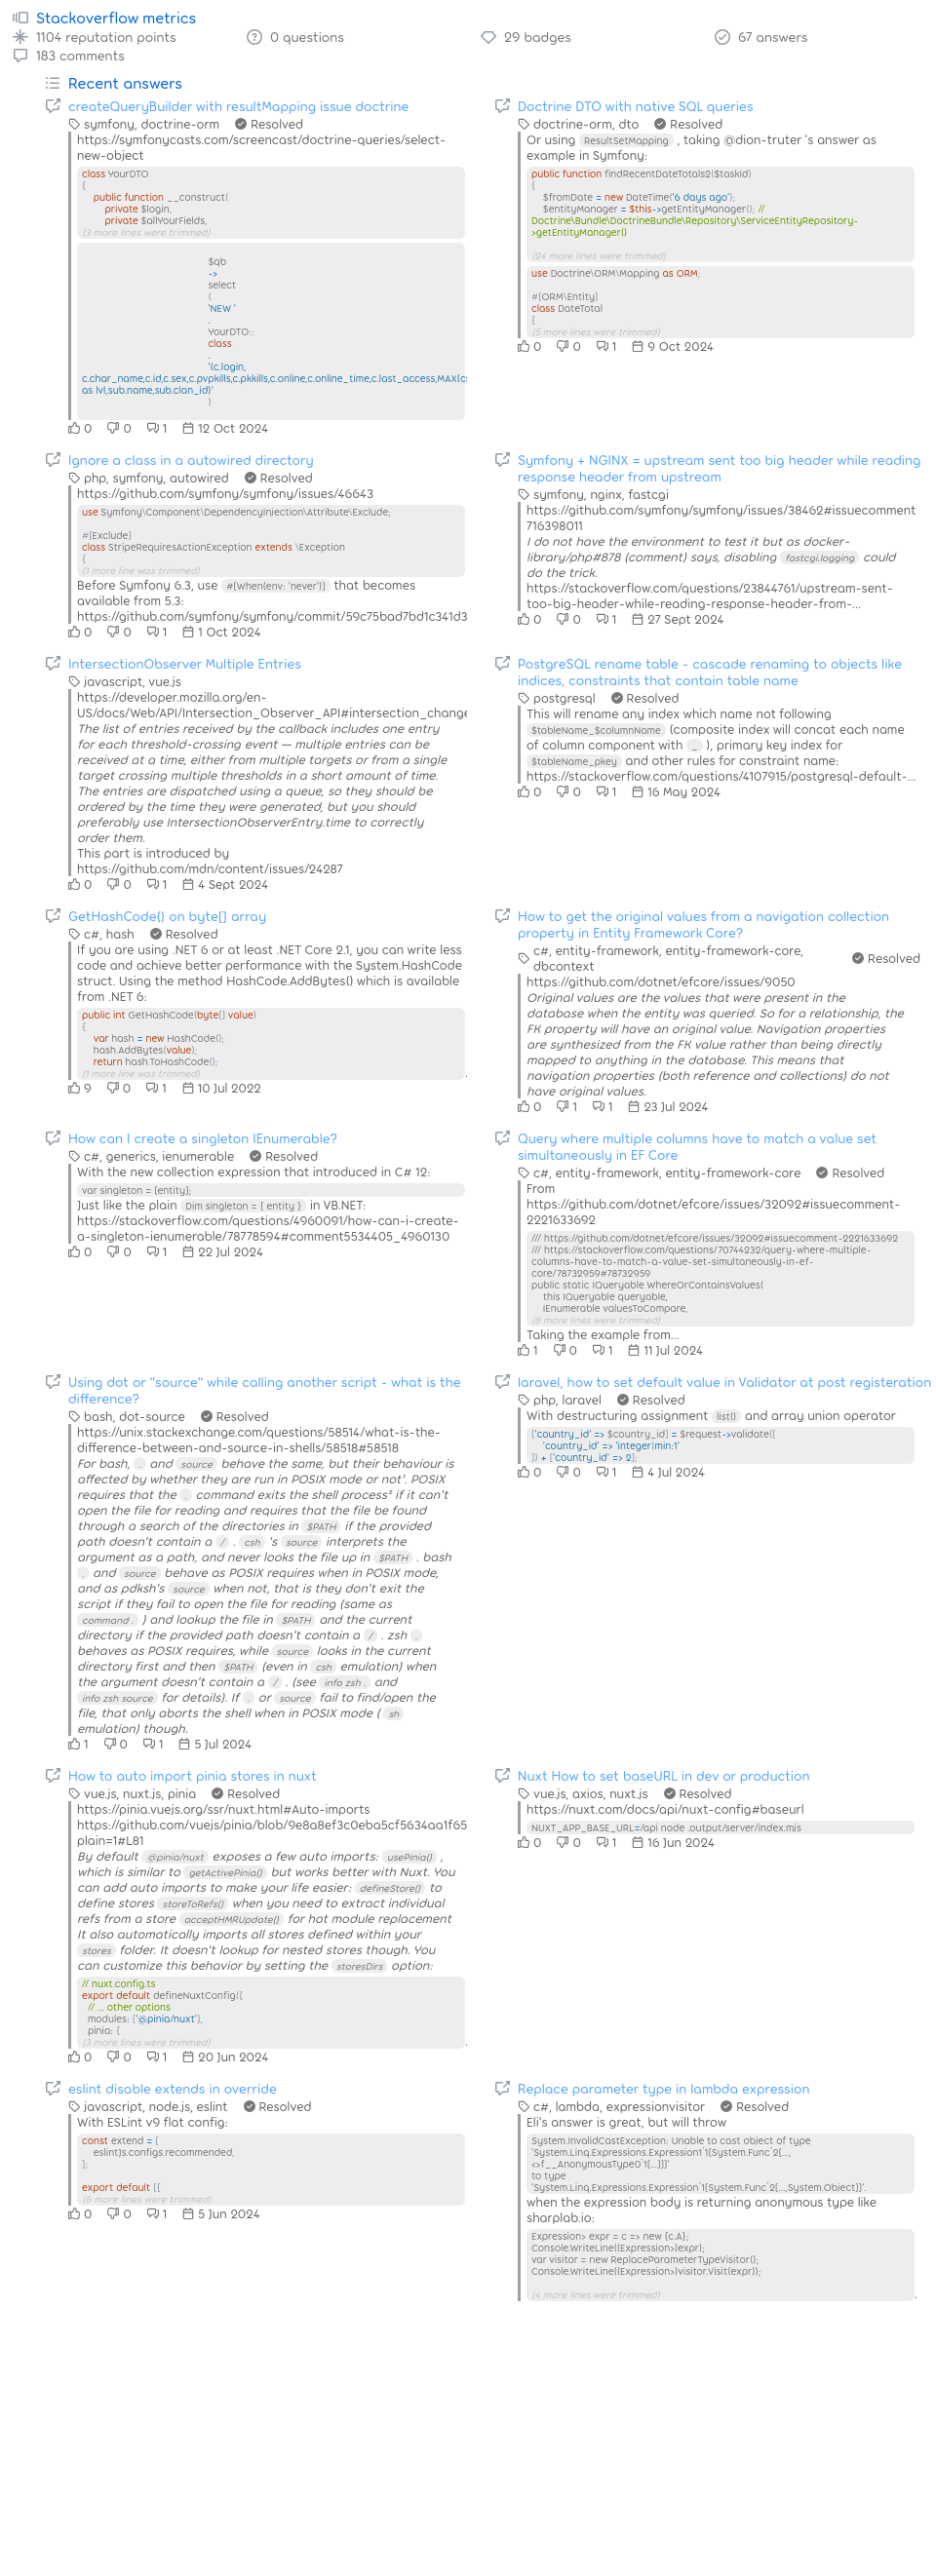 Stackoverflow metrics
1104 reputation points
0 questions
29 badges
67 answers
183 comments
Recent answers
createQueryBuilder with resultMapping issue doctrine
symfony, doctrine-orm Resolved
https://symfonycasts.com/screencast/doctrine-queries/select-
new-object
class YourDTO
{
public function __construct(
private $login,
private $allYourFields,
(3 more lines were trimmed)
$qb
->
select
(
'NEW '
.
YourDTO::
class
.
'(c.login,
c.char_name,c.id,c.sex,c.pvpkills,c.pkkills,c.online,c.online_time,c.last_access,MAX(cs
as lvl,sub.name,sub.clan_id)'
)
0 0 1 12 Oct 2024
Doctrine DTO with native SQL queries
doctrine-orm, dto Resolved
Or using ResultSetMapping , taking @dion-truter 's answer as
example in Symfony:
public function findRecentDateTotals2($taskId)
{
$fromDate = new DateTime('6 days ago');
$entityManager = $this->getEntityManager(); //
Doctrine\Bundle\DoctrineBundle\Repository\ServiceEntityRepository-
>getEntityManager()
(24 more lines were trimmed)
use Doctrine\ORM\Mapping as ORM;
#[ORM\Entity]
class DateTotal
{
(5 more lines were trimmed)
0 0 1 9 Oct 2024
Ignore a class in a autowired directory
php, symfony, autowired Resolved
https://github.com/symfony/symfony/issues/46643
use Symfony\Component\DependencyInjection\Attribute\Exclude;
#[Exclude]
class StripeRequiresActionException extends \Exception
{
(1 more line was trimmed)
Before Symfony 6.3, use #[When(env: 'never')] that becomes
available from 5.3:
https://github.com/symfony/symfony/commit/59c75bad7bd1c341d3
0 0 1 1 Oct 2024
Symfony + NGINX = upstream sent too big header while reading
response header from upstream
symfony, nginx, fastcgi
https://github.com/symfony/symfony/issues/38462#issuecomment
716398011
I do not have the environment to test it but as docker-
library/php#878 (comment) says, disabling fastcgi.logging could
do the trick.
https://stackoverflow.com/questions/23844761/upstream-sent-
too-big-header-while-reading-response-header-from-...
0 0 1 27 Sept 2024
IntersectionObserver Multiple Entries
javascript, vue.js
https://developer.mozilla.org/en-
US/docs/Web/API/Intersection_Observer_API#intersection_change
The list of entries received by the callback includes one entry
for each threshold-crossing event — multiple entries can be
received at a time, either from multiple targets or from a single
target crossing multiple thresholds in a short amount of time.
The entries are dispatched using a queue, so they should be
ordered by the time they were generated, but you should
preferably use IntersectionObserverEntry.time to correctly
order them.
This part is introduced by
https://github.com/mdn/content/issues/24287
0 0 1 4 Sept 2024
PostgreSQL rename table - cascade renaming to objects like
indices, constraints that contain table name
postgresql Resolved
This will rename any index which name not following
$tableName_$columnName (composite index will concat each name
of column component with _ ), primary key index for
$tableName_pkey and other rules for constraint name:
https://stackoverflow.com/questions/4107915/postgresql-default-...
0 0 1 16 May 2024
GetHashCode() on byte[] array
c#, hash Resolved
If you are using .NET 6 or at least .NET Core 2.1, you can write less
code and achieve better performance with the System.HashCode
struct. Using the method HashCode.AddBytes() which is available
from .NET 6:
public int GetHashCode(byte[] value)
{
var hash = new HashCode();
hash.AddBytes(value);
return hash.ToHashCode();
(1 more line was trimmed)
.
9 0 1 10 Jul 2022
How to get the original values from a navigation collection
property in Entity Framework Core?
c#, entity-framework, entity-framework-core,
dbcontext
Resolved
https://github.com/dotnet/efcore/issues/9050
Original values are the values that were present in the
database when the entity was queried. So for a relationship, the
FK property will have an original value. Navigation properties
are synthesized from the FK value rather than being directly
mapped to anything in the database. This means that
navigation properties (both reference and collections) do not
have original values.
0 1 1 23 Jul 2024
How can I create a singleton IEnumerable?
c#, generics, ienumerable Resolved
With the new collection expression that introduced in C# 12:
var singleton = [entity];
Just like the plain Dim singleton = { entity } in VB.NET:
https://stackoverflow.com/questions/4960091/how-can-i-create-
a-singleton-ienumerable/78778594#comment5534405_4960130
0 0 1 22 Jul 2024
Query where multiple columns have to match a value set
simultaneously in EF Core
c#, entity-framework, entity-framework-core Resolved
From
https://github.com/dotnet/efcore/issues/32092#issuecomment-
2221633692
/// https://github.com/dotnet/efcore/issues/32092#issuecomment-2221633692
/// https://stackoverflow.com/questions/70744232/query-where-multiple-
columns-have-to-match-a-value-set-simultaneously-in-ef-
core/78732959#78732959
public static IQueryable WhereOrContainsValues(
this IQueryable queryable,
IEnumerable valuesToCompare,
(8 more lines were trimmed)
Taking the example from...
1 0 1 11 Jul 2024
Using dot or "source" while calling another script - what is the
difference?
bash, dot-source Resolved
https://unix.stackexchange.com/questions/58514/what-is-the-
difference-between-and-source-in-shells/58518#58518
For bash, . and source behave the same, but their behaviour is
affected by whether they are run in POSIX mode or not¹. POSIX
requires that the . command exits the shell process² if it can't
open the file for reading and requires that the file be found
through a search of the directories in $PATH if the provided
path doesn't contain a / . csh 's source interprets the
argument as a path, and never looks the file up in $PATH . bash
. and source behave as POSIX requires when in POSIX mode,
and as pdksh's source when not, that is they don't exit the
script if they fail to open the file for reading (same as
command . ) and lookup the file in $PATH and the current
directory if the provided path doesn't contain a / . zsh .
behaves as POSIX requires, while source looks in the current
directory first and then $PATH (even in csh emulation) when
the argument doesn't contain a / . (see info zsh . and
info zsh source for details). If . or source fail to find/open the
file, that only aborts the shell when in POSIX mode ( sh
emulation) though.
1 0 1 5 Jul 2024
laravel, how to set default value in Validator at post registeration
php, laravel Resolved
With destructuring assignment list() and array union operator
['country_id' => $country_id] = $request->validate([
'country_id' => 'integer|min:1'
]) + ['country_id' => 2];
0 0 1 4 Jul 2024
How to auto import pinia stores in nuxt
vue.js, nuxt.js, pinia Resolved
https://pinia.vuejs.org/ssr/nuxt.html#Auto-imports
https://github.com/vuejs/pinia/blob/9e8a8ef3c0eba5cf5634aa1f65
plain=1#L81
By default @pinia/nuxt exposes a few auto imports: usePinia() ,
which is similar to getActivePinia() but works better with Nuxt. You
can add auto imports to make your life easier: defineStore() to
define stores storeToRefs() when you need to extract individual
refs from a store acceptHMRUpdate() for hot module replacement
It also automatically imports all stores defined within your
stores folder. It doesn't lookup for nested stores though. You
can customize this behavior by setting the storesDirs option:
// nuxt.config.ts
export default defineNuxtConfig({
// ... other options
modules: ['@pinia/nuxt'],
pinia: {
(3 more lines were trimmed)
.
0 0 1 20 Jun 2024
Nuxt How to set baseURL in dev or production
vue.js, axios, nuxt.js Resolved
https://nuxt.com/docs/api/nuxt-config#baseurl
NUXT_APP_BASE_URL=/api node .output/server/index.mjs
0 0 1 16 Jun 2024
eslint disable extends in override
javascript, node.js, eslint Resolved
With ESLint v9 flat config:
const extend = [
eslintJs.configs.recommended,
];
export default [{
(6 more lines were trimmed)
0 0 1 5 Jun 2024
Replace parameter type in lambda expression
c#, lambda, expressionvisitor Resolved
Eli's answer is great, but will throw
System.InvalidCastException: Unable to cast object of type
'System.Linq.Expressions.Expression1`1[System.Func`2[...,
<>f__AnonymousType0`1[...]]]'
to type
'System.Linq.Expressions.Expression`1[System.Func`2[...,System.Object]]'.
when the expression body is returning anonymous type like
sharplab.io:
Expression> expr = c => new {c.A};
Console.WriteLine((Expression>)expr);
var visitor = new ReplaceParameterTypeVisitor();
Console.WriteLine((Expression>)visitor.Visit(expr));
(4 more lines were trimmed)
.